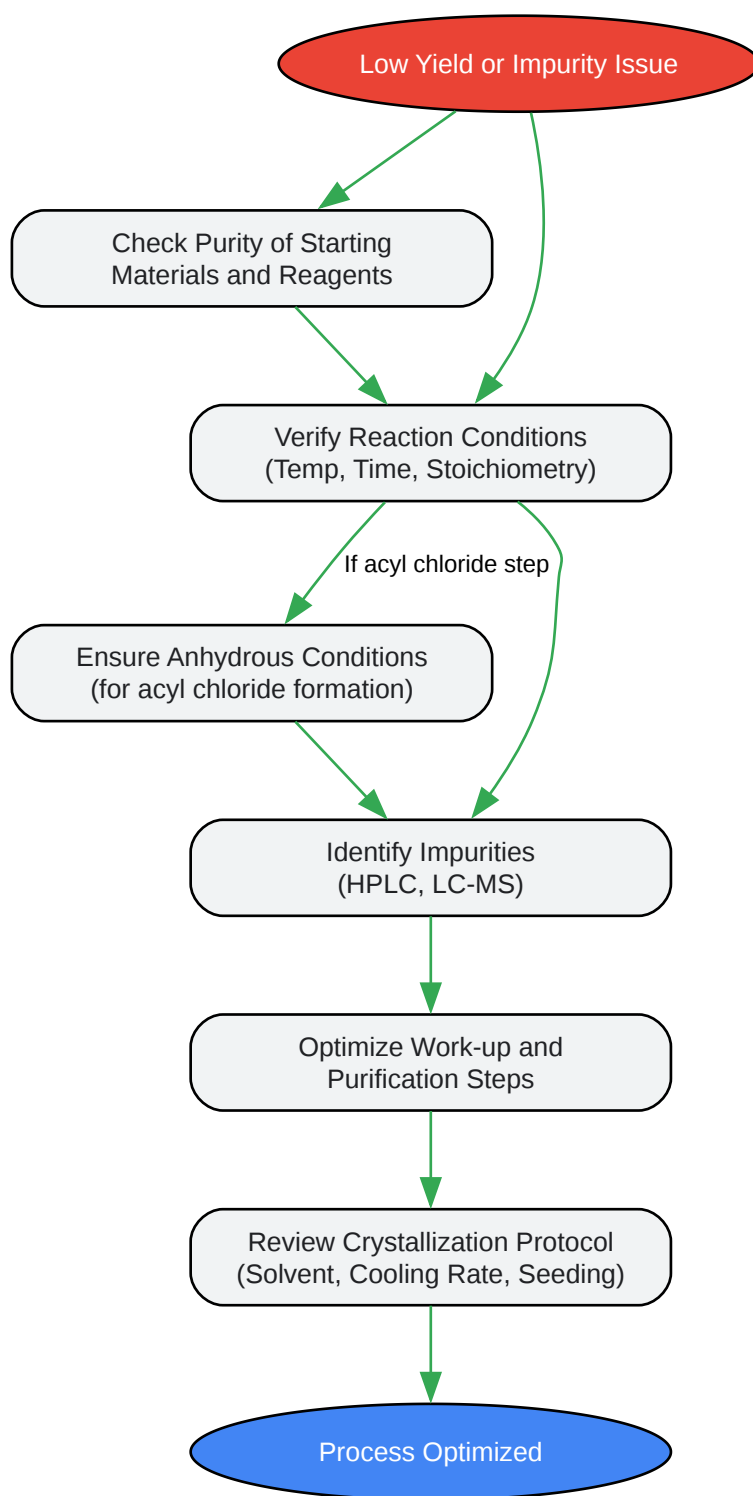 Low Yield or Impurity Issue
Check Purity of Starting
Materials and Reagents
Verify Reaction Conditions
(Temp, Time, Stoichiometry)
If acyl chloride step
Ensure Anhydrous Conditions
(for acyl chloride formation)
Identify Impurities
(HPLC, LC-MS)
Optimize Work-up and
Purification Steps
Review Crystallization Protocol
(Solvent, Cooling Rate, Seeding)
Process Optimized